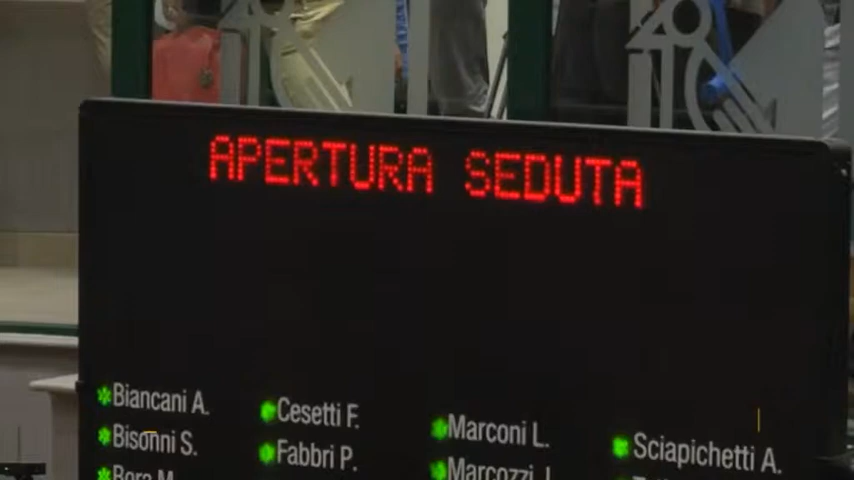 APERTURA SEDUTA
Biancani A.
Cesetti F.
Marconi L.
Sciapichetti A.
Bisonni S.
Fabbri P.
Marcozzi J.
Bora M.